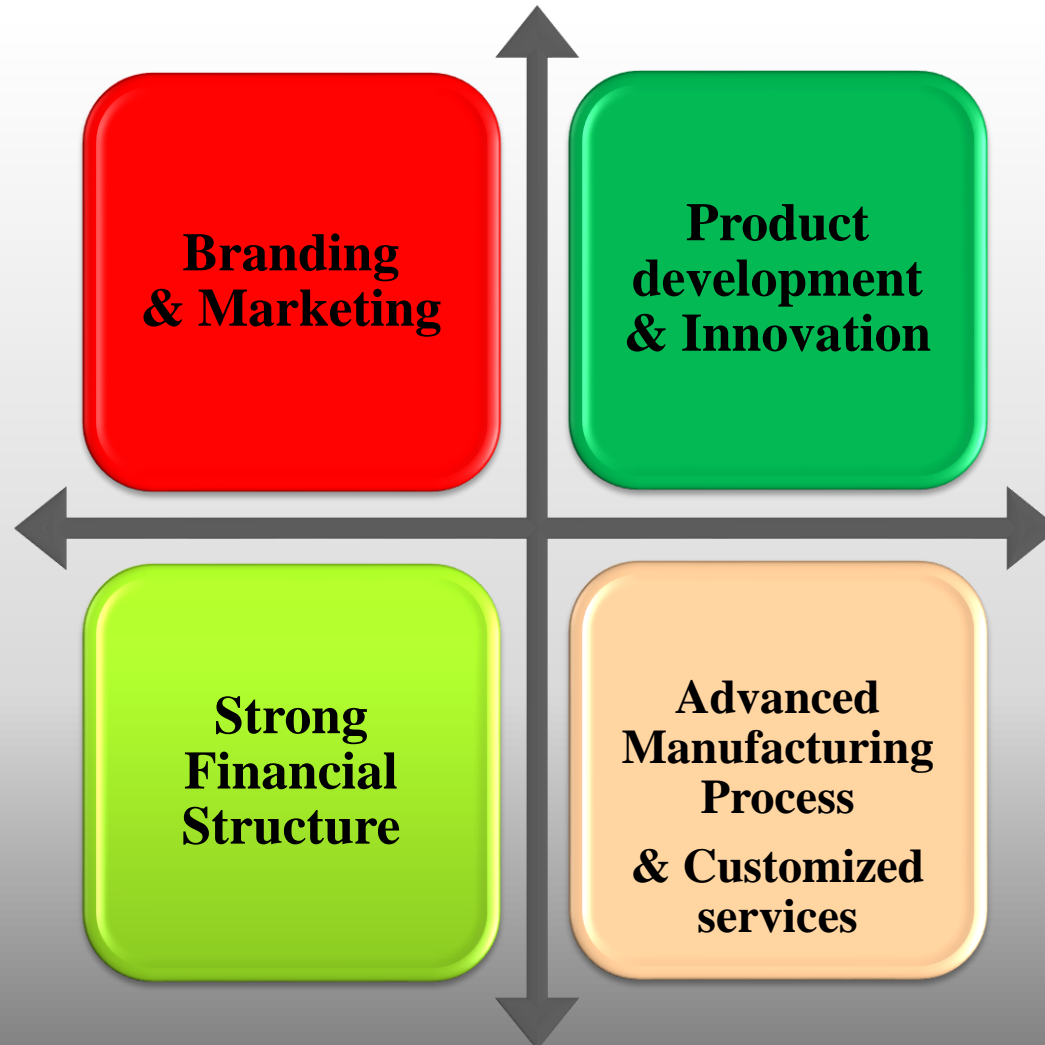 Branding
& Marketing
Product
development
& Innovation
Strong
Financial
Structure
Advanced
Manufacturing
Process
& Customized
services